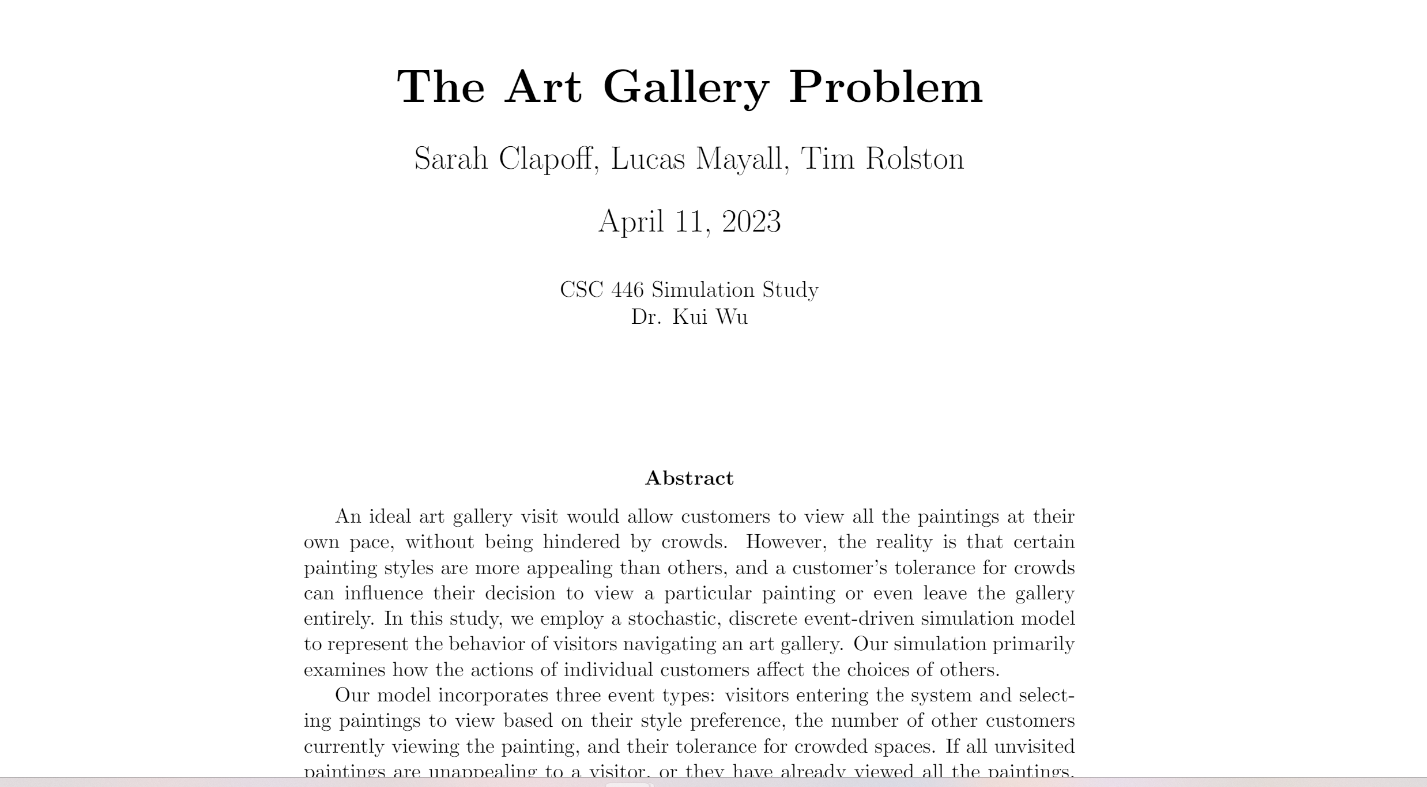 The Art Gallery Problem
Sarah Clapoff, Lucas Mayall, Tim Rolston
April 11, 2023
CSC 446 Simulation Study
Dr. Kui Wu
Abstract
An ideal art gallery visit would allow customers to view all the paintings at their
own pace, without being hindered by crowds. However, the reality is that certain
painting styles are more appealing than others, and a customer's tolerance for crowds
can influence their decision to view a particular painting or even leave the gallery
entirely. In this study, we employ a stochastic, discrete event-driven simulation model
to represent the behavior of visitors navigating an art gallery. Our simulation primarily
examines how the actions of individual customers affect the choices of others.
Our model incorporates three event types: visitors entering the system and select-
ing paintings to view based on their style preference, the number of other customers
currently viewing the painting, and their tolerance for crowded spaces. If all unvisited
paintings are unappealing to a visitor, or they have already viewed all the paintings,